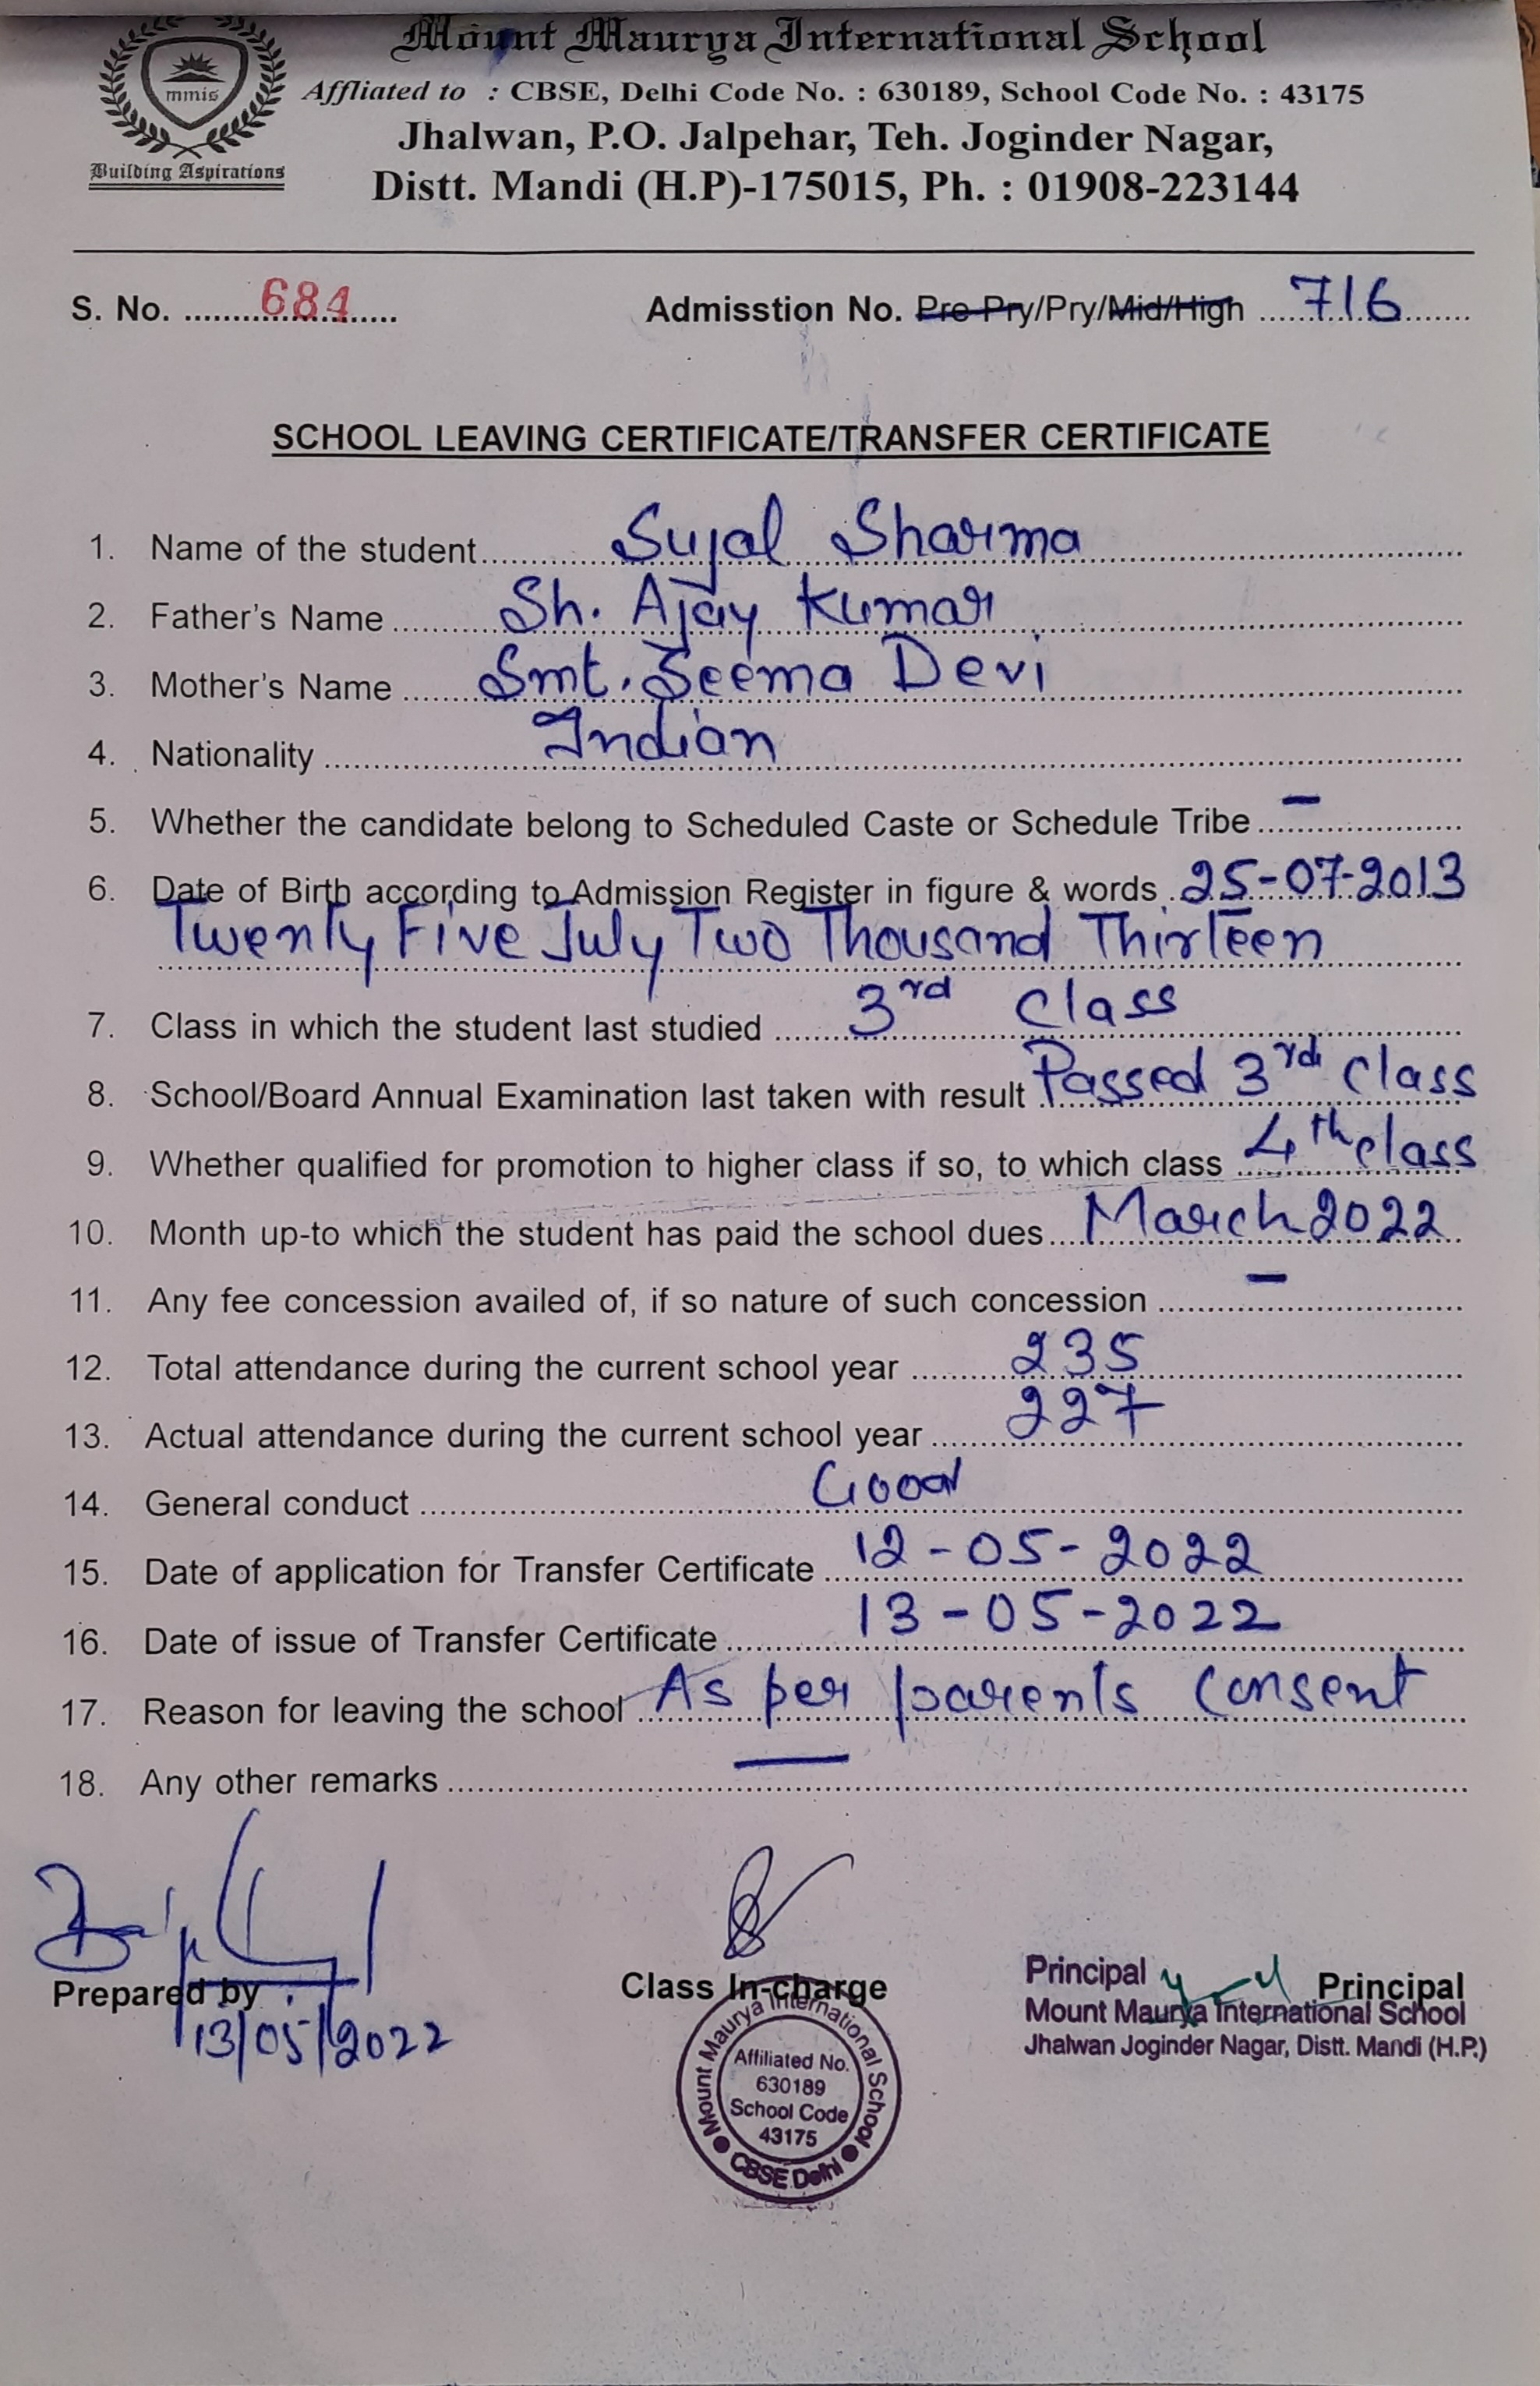 Mount Maurya International School
mmis
Building Aspirations
Affliated to : CBSE, Delhi Code No. : 630189, School Code No. : 43175
Jhalwan, P.O. Jalpehar, Teh. Joginder Nagar,
Distt. Mandi (H.P)-175015, Ph. : 01908-223144
S. No. ........684........ Admisstion No. Pre-Pry/Pry/Mid/High ....716....
SCHOOL LEAVING CERTIFICATE/TRANSFER CERTIFICATE
1. Name of the student........ Sujal Sharma
2. Father's Name ........ Sh. Ajay Kumar
3. Mother's Name ........ Smt. Seema Devi
4. Nationality ........ Indian
5. Whether the candidate belong to Scheduled Caste or Schedule Tribe ........ –
6. Date of Birth according to Admission Register in figure & words 25-07-2013
Twenty Five July Two Thousand Thirteen
7. Class in which the student last studied ........ 3rd Class
8. School/Board Annual Examination last taken with result Passed 3rd Class
9. Whether qualified for promotion to higher class if so, to which class ........ 4th class
10. Month up-to which the student has paid the school dues.... March 2022
11. Any fee concession availed of, if so nature of such concession ........ –
12. Total attendance during the current school year ........ 235
13. Actual attendance during the current school year ........ 227
14. General conduct ........ Good
15. Date of application for Transfer Certificate ........ 12-05-2022
16. Date of issue of Transfer Certificate ........ 13-05-2022
17. Reason for leaving the school ........ As per parents Consent
18. Any other remarks ........ —
Prepared by
13/05/2022
Class In-charge
Principal Principal
Mount Maurya International School
Jhalwan Joginder Nagar, Distt. Mandi (H.P.)
Mount Maurya International School
Affiliated No.
630189
School Code
43175
CBSE Delhi